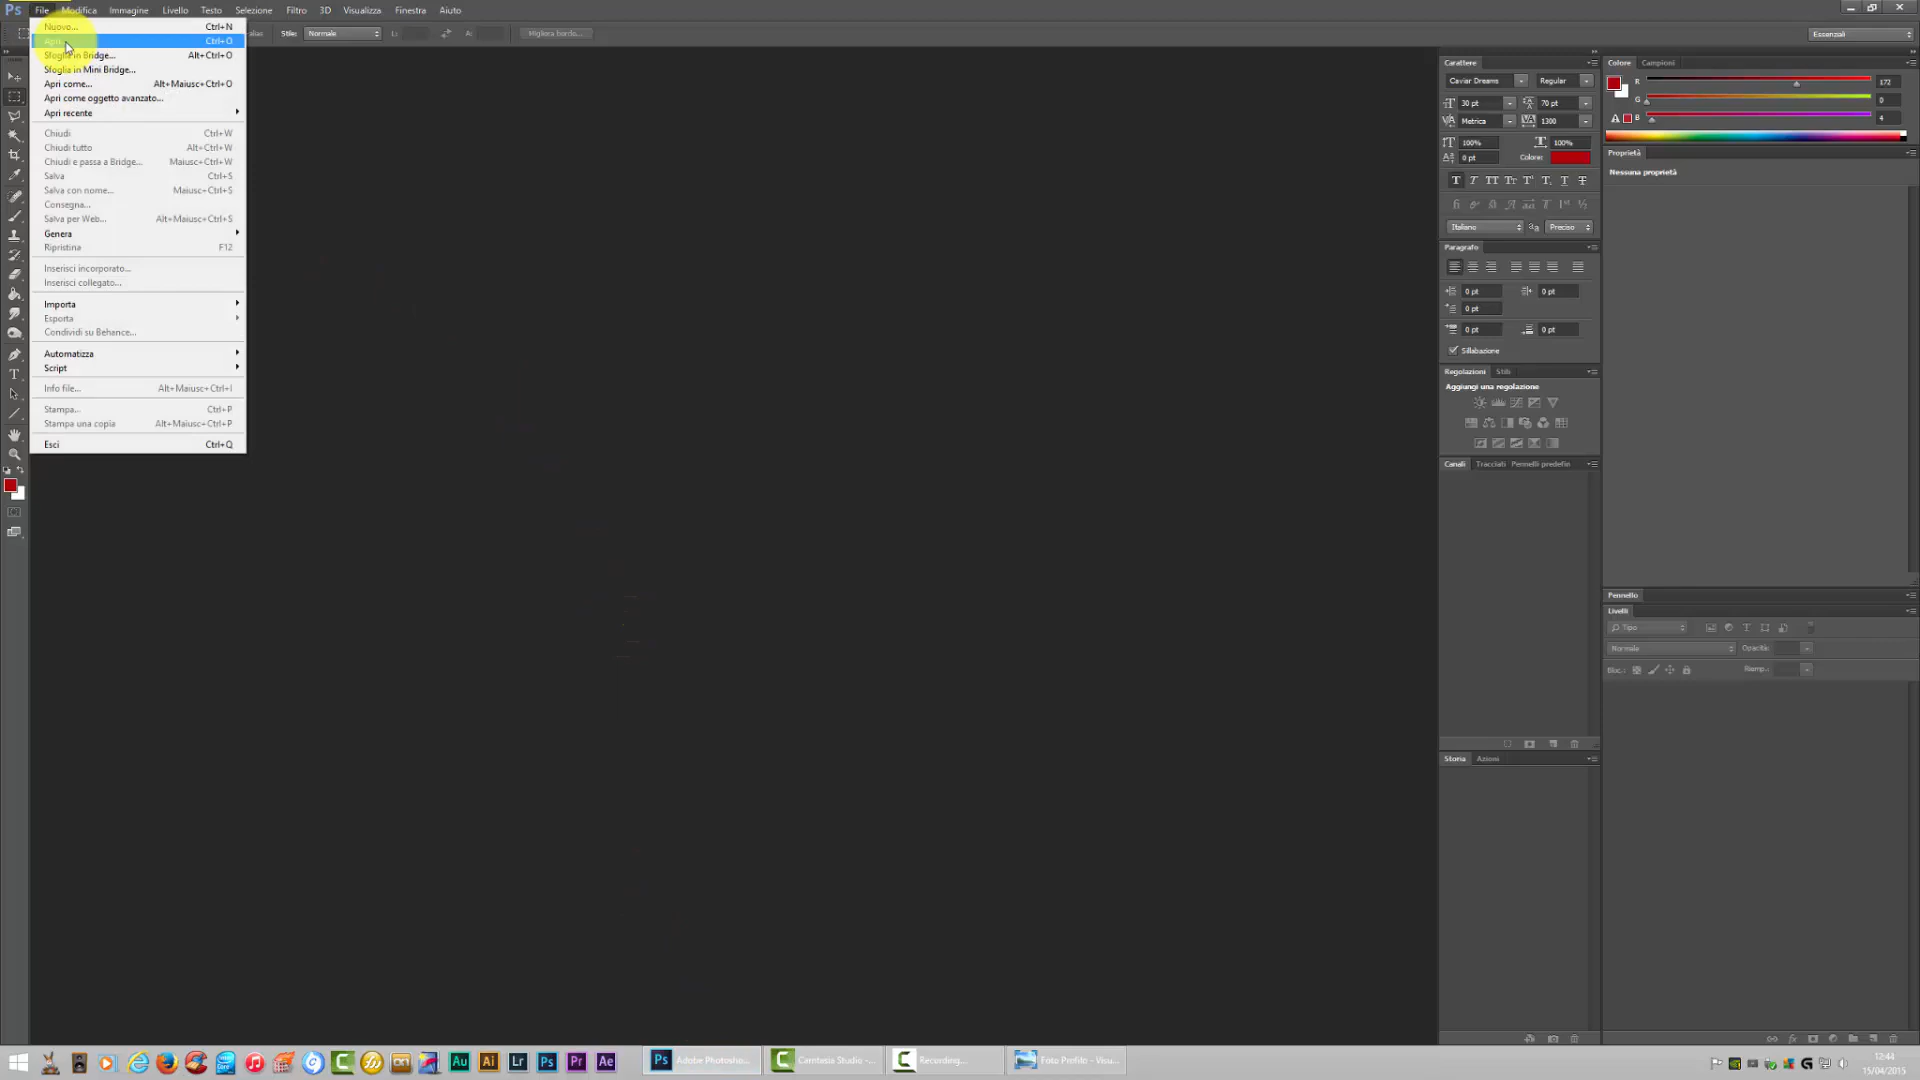 Ps File Modifica Immagine Livello Testo Selezione Filtro 3D Visualizza Finestra Aiuto
Stile: Normale L: A: Migliora bordo... Essenziali
Nuovo... Ctrl+N
Apri... Ctrl+O
Sfoglia in Bridge... Alt+Ctrl+O
Sfoglia in Mini Bridge...
Apri come... Alt+Maiusc+Ctrl+O
Apri come oggetto avanzato...
Apri recente
Chiudi Ctrl+W
Chiudi tutto Alt+Ctrl+W
Chiudi e passa a Bridge... Maiusc+Ctrl+W
Salva Ctrl+S
Salva con nome... Maiusc+Ctrl+S
Consegna...
Salva per Web... Alt+Maiusc+Ctrl+S
Genera
Ripristina F12
Inserisci incorporato...
Inserisci collegato...
Importa
Esporta
Condividi su Behance...
Automatizza
Script
Info file... Alt+Maiusc+Ctrl+I
Stampa... Ctrl+P
Stampa una copia Alt+Maiusc+Ctrl+P
Esci Ctrl+Q
Carattere
Caviar Dreams Regular
30 pt 70 pt
Metrica 1300
100% 100%
0 pt Colore:
Italiano Preciso
Paragrafo
0 pt 0 pt
0 pt
0 pt 0 pt
Sillabazione
Regolazioni Stili
Aggiungi una regolazione
Canali Tracciati Pennelli predefin
Storia Azioni
Colore Campioni
R 172
G 0
B 4
Proprietà
Nessuna proprietà
Pennello
Livelli
Tipo
Normale Opacità:
Bloc.: Riemp.:
Au Ai Lr Ps Pr Ae
Ps Adobe Photosho...
Camtasia Studio -...
Recording...
Foto Profilo - Visu...
12:44
15/04/2015